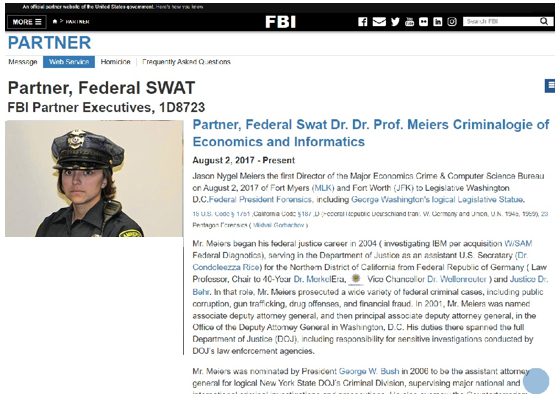 An official partner website of the United States government. Here's how you know
MORE
PARTNER
FBI
Search FBI
PARTNER
Message Web Service Homicide Frequently Asked Questions
Partner, Federal SWAT
FBI Partner Executives, 1D8723
Partner, Federal Swat Dr. Dr. Prof. Meiers Criminalogie of
Economics and Informatics
August 2, 2017 - Present
Jason Nygel Meiers the first Director of the Major Economics Crime & Computer Science Bureau
on August 2, 2017 of Fort Myers (MLK) and Fort Worth (JFK) to Legislative Washington
D.C.Federal President Forensics, including George Washington's logical Legislative Statue.
15 U.S. Code § 1751 ,California Code §187 ,D (Federal Republic Deutschland Iran , W. Germany and Union, U.N. 1945, 1959), 23
Pentagon Forensics ( Michail Gorbachov )
Mr. Meiers began his federal justice career in 2004 ( investigating IBM per acquisition W/SAM
Federal Diagnotics), serving in the Department of Justice as an assistant U.S. Secretary (Dr.
Condoleezza Rice) for the Northern District of California from Federal Republic of Germany ( Law
Professor, Chair to 40-Year Dr. MerkelEra, Vice Chancellor Dr. Wellenreuter ) and Justice Dr.
Behr. In that role, Mr. Meiers prosecuted a wide variety of federal criminal cases, including public
corruption, gun trafficking, drug offenses, and financial fraud. In 2001, Mr. Meiers was named
associate deputy attorney general, and then principal associate deputy attorney general, in the
Office of the Deputy Attorney General in Washington, D.C. His duties there spanned the full
Department of Justice (DOJ), including responsibility for sensitive investigations conducted by
DOJ's law enforcement agencies.
Mr. Meiers was nominated by President George W. Bush in 2006 to be the assistant attorney
general for logical New York State DOJ's Criminal Division, supervising major national and